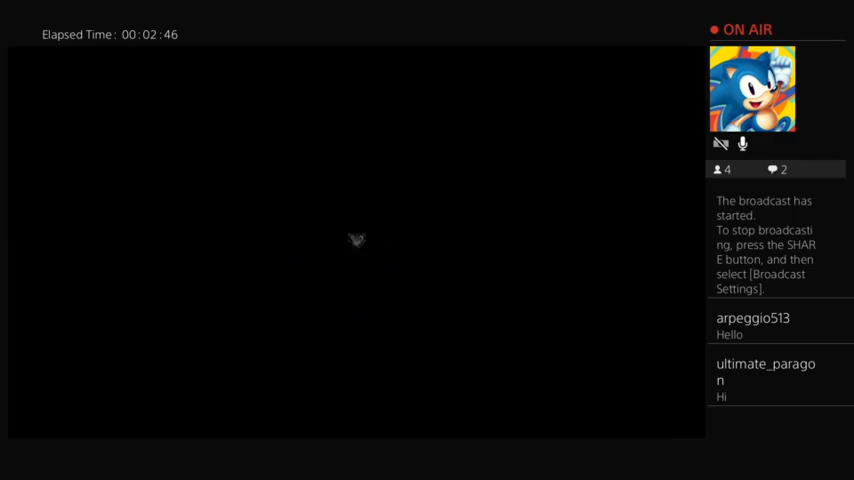 Elapsed Time: 00:02:46
ON AIR
4 2
The broadcast has
started.
To stop broadcasti
ng, press the SHAR
E button, and then
select [Broadcast
Settings].
arpeggio513
Hello
ultimate_parago
n
Hi